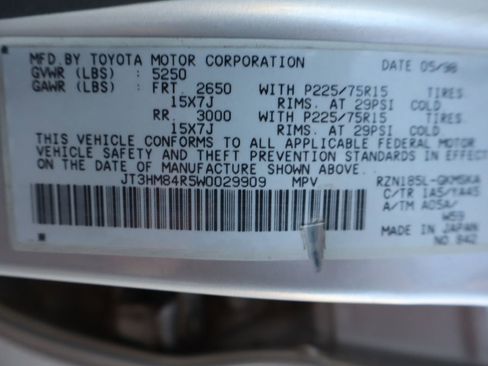 MFD.BY TOYOTA MOTOR CORPORATION DATE 05/98
GVWR (LBS) : 5250
GAWR (LBS) : FRT. 2650 WITH P225/75R15 TIRES
15X7J RIMS. AT 29PSI COLD
RR. 3000 WITH P225/75R15 TIRES.
15X7J RIMS. AT 29PSI COLD
THIS VEHICLE CONFORMS TO ALL APPLICABLE FEDERAL MOTOR
VEHICLE SAFETY AND THEFT PREVENTION STANDARDS IN EFFECT
ON THE DATE OF MANUFACTURE SHOWN ABOVE.
JT3HM84R5W0029909 MPV RZN185L-GKMSKA
C/TR 1A5/YA45
A/TM A05A/
W59
MADE IN JAPAN
NO.842